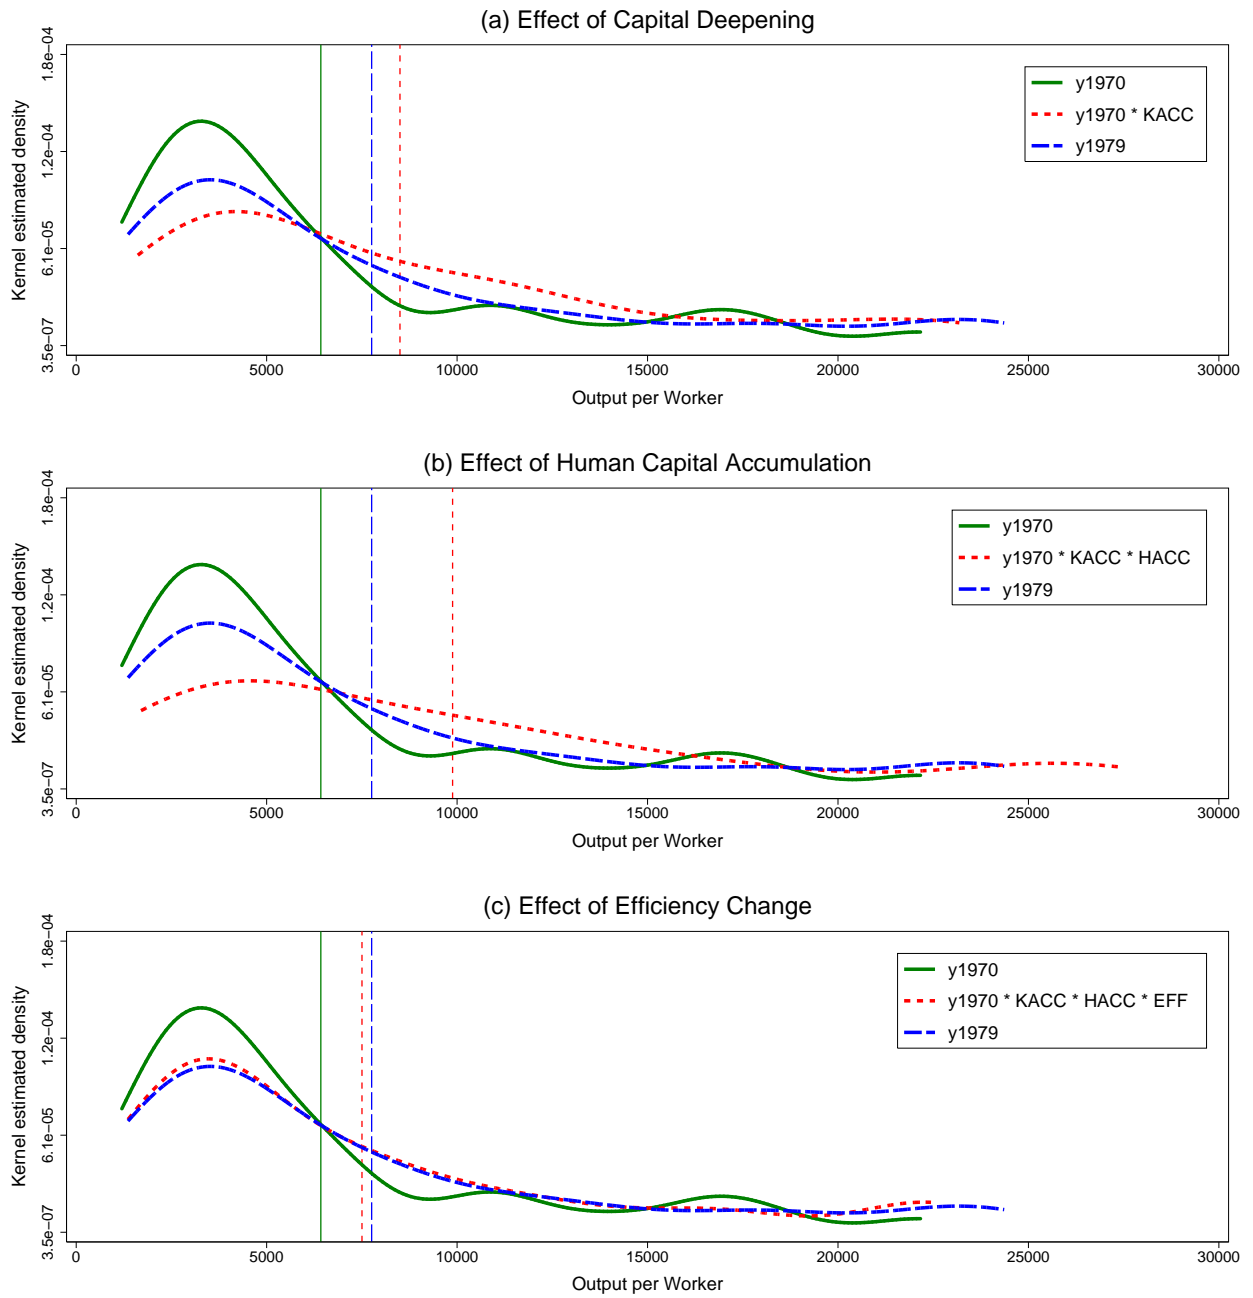 (a) Effect of Capital Deepening
Kernel estimated density
1.8e−04
1.2e−04
6.1e−05
3.5e−07
y1970
y1970 * KACC
y1979
0 5000 10000 15000 20000 25000 30000
Output per Worker
(b) Effect of Human Capital Accumulation
Kernel estimated density
1.8e−04
1.2e−04
6.1e−05
3.5e−07
y1970
y1970 * KACC * HACC
y1979
0 5000 10000 15000 20000 25000 30000
Output per Worker
(c) Effect of Efficiency Change
Kernel estimated density
1.8e−04
1.2e−04
6.1e−05
3.5e−07
y1970
y1970 * KACC * HACC * EFF
y1979
0 5000 10000 15000 20000 25000 30000
Output per Worker